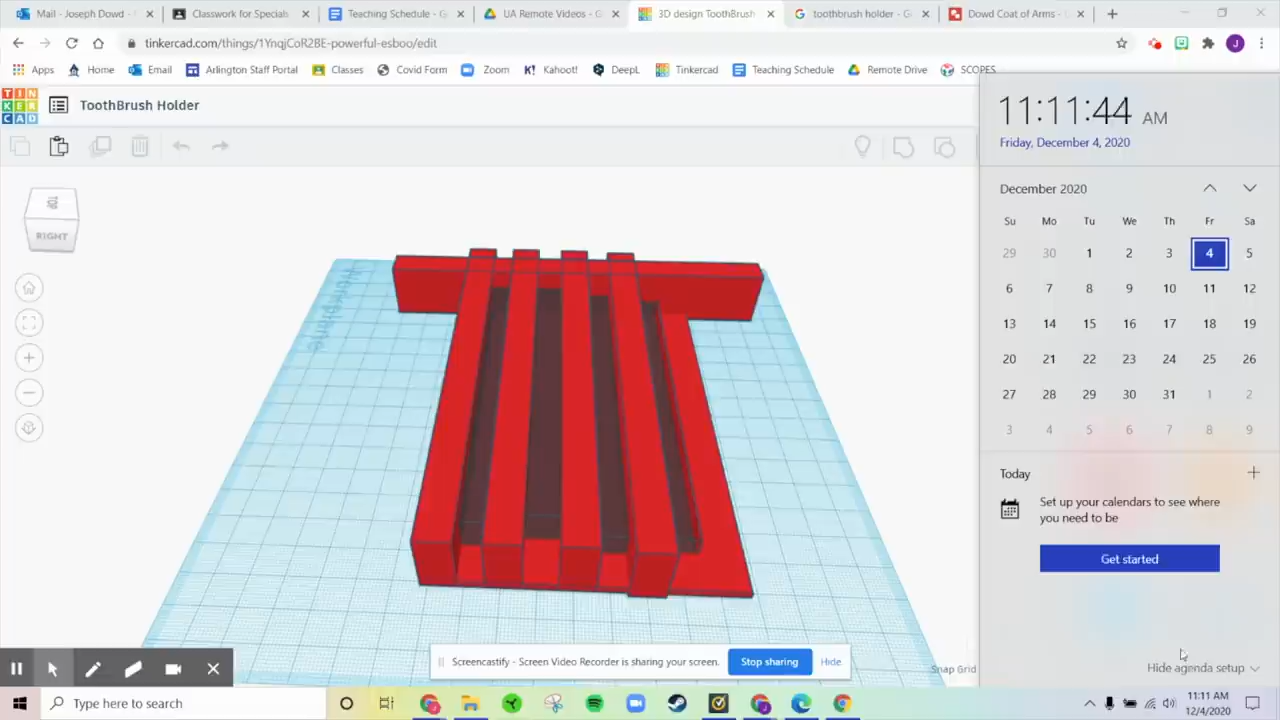 Mail - Joseph Dowd - 
Classwork for Specials
Teaching Schedule - G
UA Remote Videos - G
3D design ToothBrush
toothbrush holder - G
Dowd Coat of Arms - U
tinkercad.com/things/1YnqjCoR2BE-powerful-esboo/edit
J
Apps
Home
Email
Arlington Staff Portal
Classes
Covid Form
Zoom
K! Kahoot!
DeepL
Tinkercad
Teaching Schedule
Remote Drive
SCOPES
TIN
KER
CAD
ToothBrush Holder
11:11:44 AM
Friday, December 4, 2020
December 2020
Su Mo Tu We Th Fr Sa
29 30 1 2 3 4 5
6 7 8 9 10 11 12
13 14 15 16 17 18 19
20 21 22 23 24 25 26
27 28 29 30 31 1 2
3 4 5 6 7 8 9
RIGHT
Workplane
Today
Set up your calendars to see where
you need to be
Get started
Hide agenda setup
Screencastify - Screen Video Recorder is sharing your screen.
Stop sharing
Hide
Snap Grid
Type here to search
11:11 AM
12/4/2020